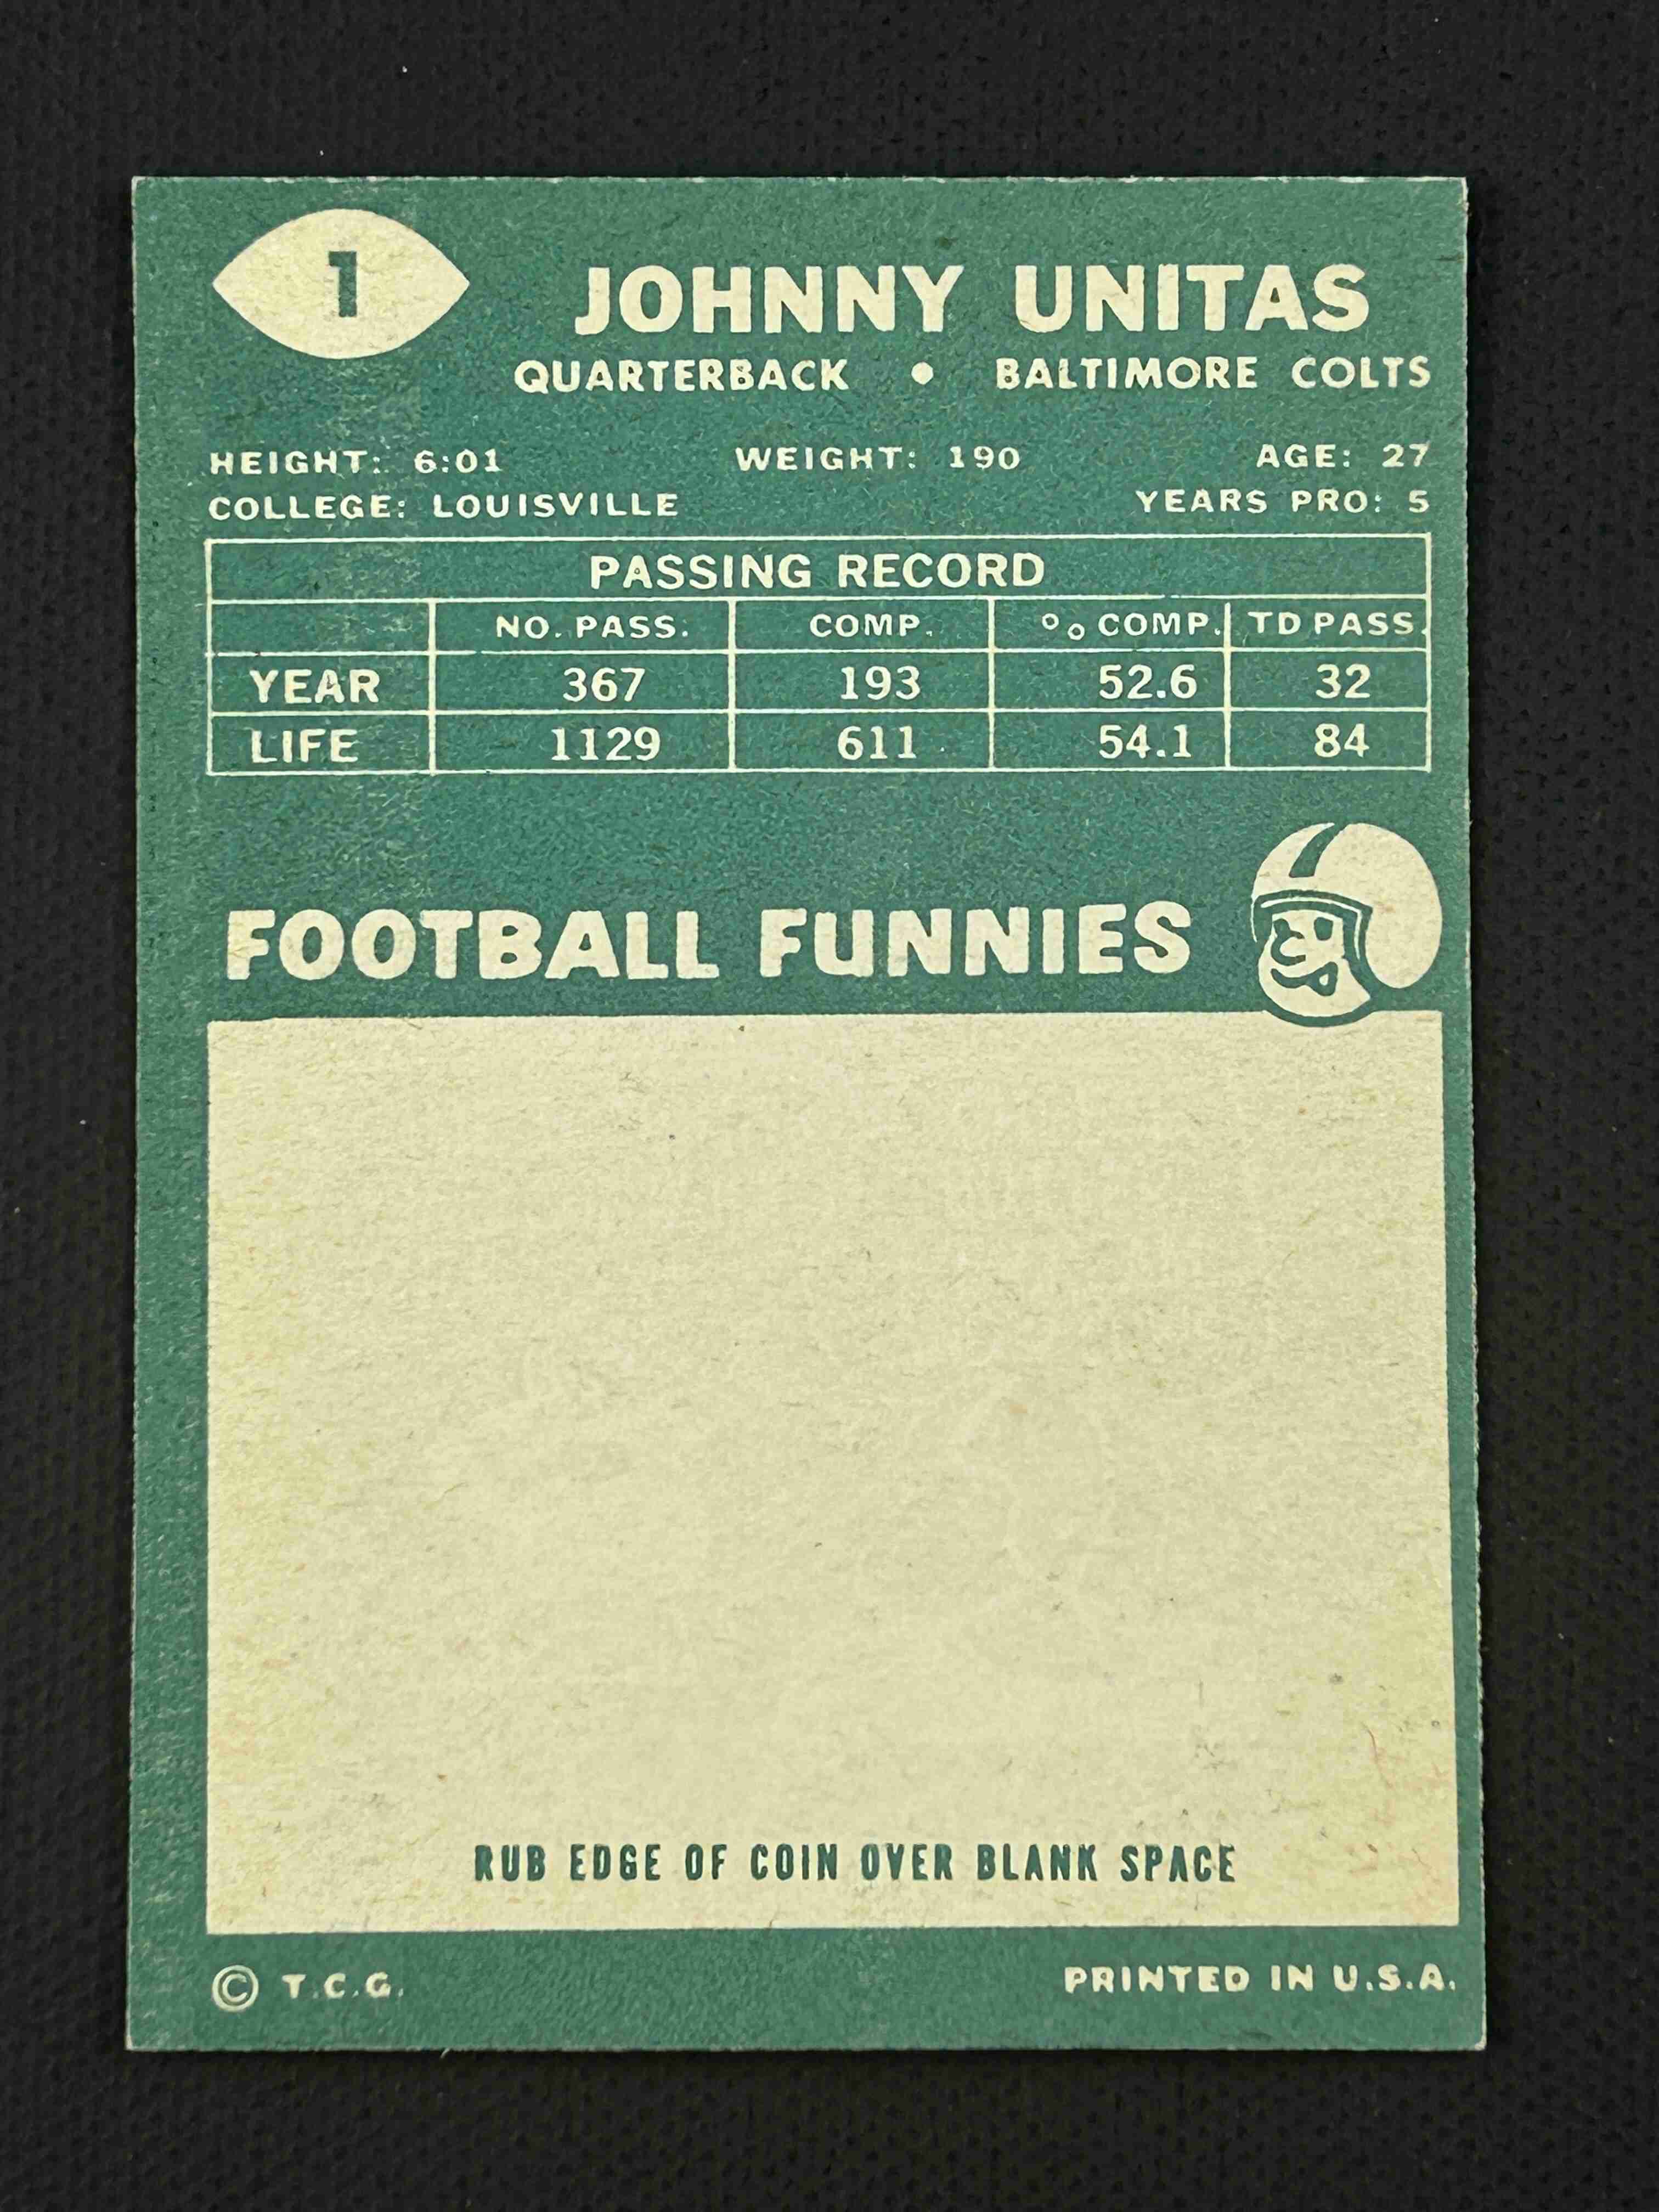 1
JOHNNY UNITAS
QUARTERBACK • BALTIMORE COLTS
HEIGHT: 6:01 WEIGHT: 190 AGE: 27
COLLEGE: LOUISVILLE YEARS PRO: 5
PASSING RECORD
NO. PASS. COMP. % COMP. TD PASS.
YEAR 367 193 52.6 32
LIFE 1129 611 54.1 84
FOOTBALL FUNNIES
RUB EDGE OF COIN OVER BLANK SPACE
© T.C.G. PRINTED IN U.S.A.